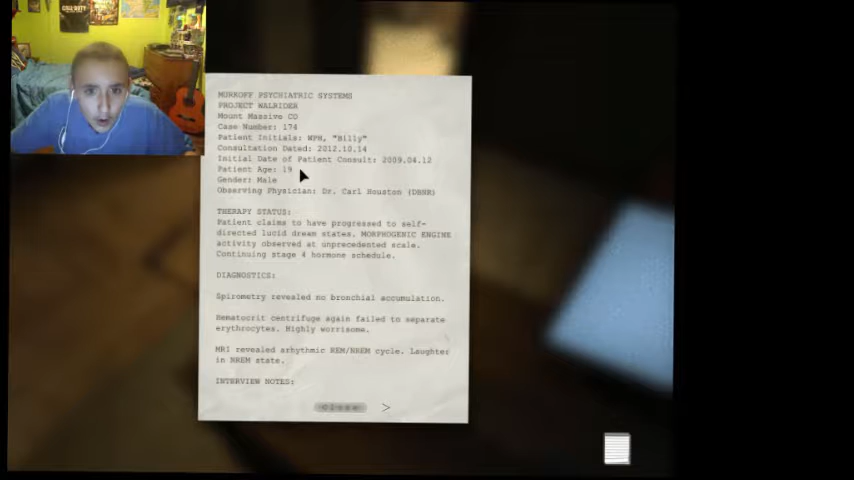 MURKOFF PSYCHIATRIC SYSTEMS
PROJECT WALRIDER
Mount Massive CO
Case Number: 174
Patient Initials: WPH, "Billy"
Consultation Dated: 2012.10.14
Initial Date of Patient Consult: 2009.04.12
Patient Age: 19
Gender: Male
Observing Physician: Dr. Carl Houston (DBNR)
THERAPY STATUS:
Patient claims to have progressed to self-
directed lucid dream states. MORPHOGENIC ENGINE
activity observed at unprecedented scale.
Continuing stage 4 hormone schedule.
DIAGNOSTICS:
Spirometry revealed no bronchial accumulation.
Hematocrit centrifuge again failed to separate
erythrocytes. Highly worrisome.
MRI revealed arhythmic REM/NREM cycle. Laughter
in NREM state.
INTERVIEW NOTES:
Close >